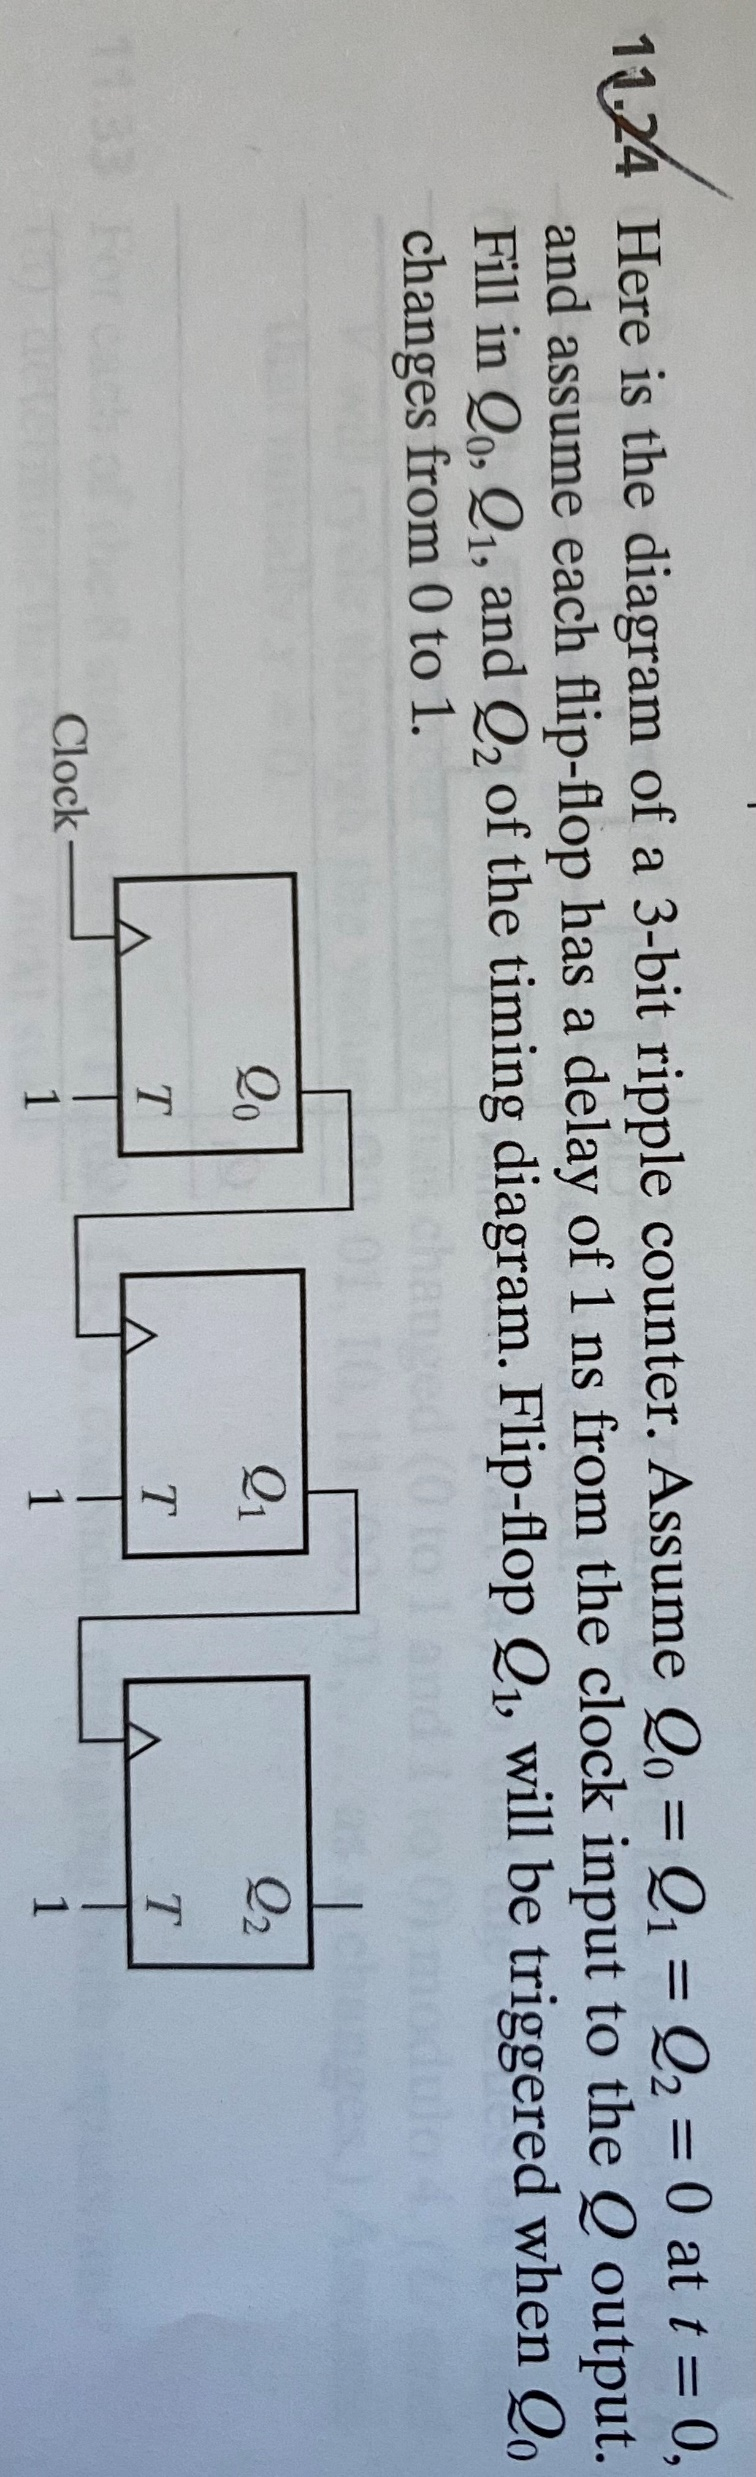 11.24 Here is the diagram of a 3-bit ripple counter. Assume Q₀ = Q₁ = Q₂ = 0 at t = 0,
and assume each flip-flop has a delay of 1 ns from the clock input to the Q output.
Fill in Q₀, Q₁, and Q₂ of the timing diagram. Flip-flop Q₁, will be triggered when Q₀
changes from 0 to 1.
Q₀ Q₁ Q₂
T T T
Clock
1 1 1